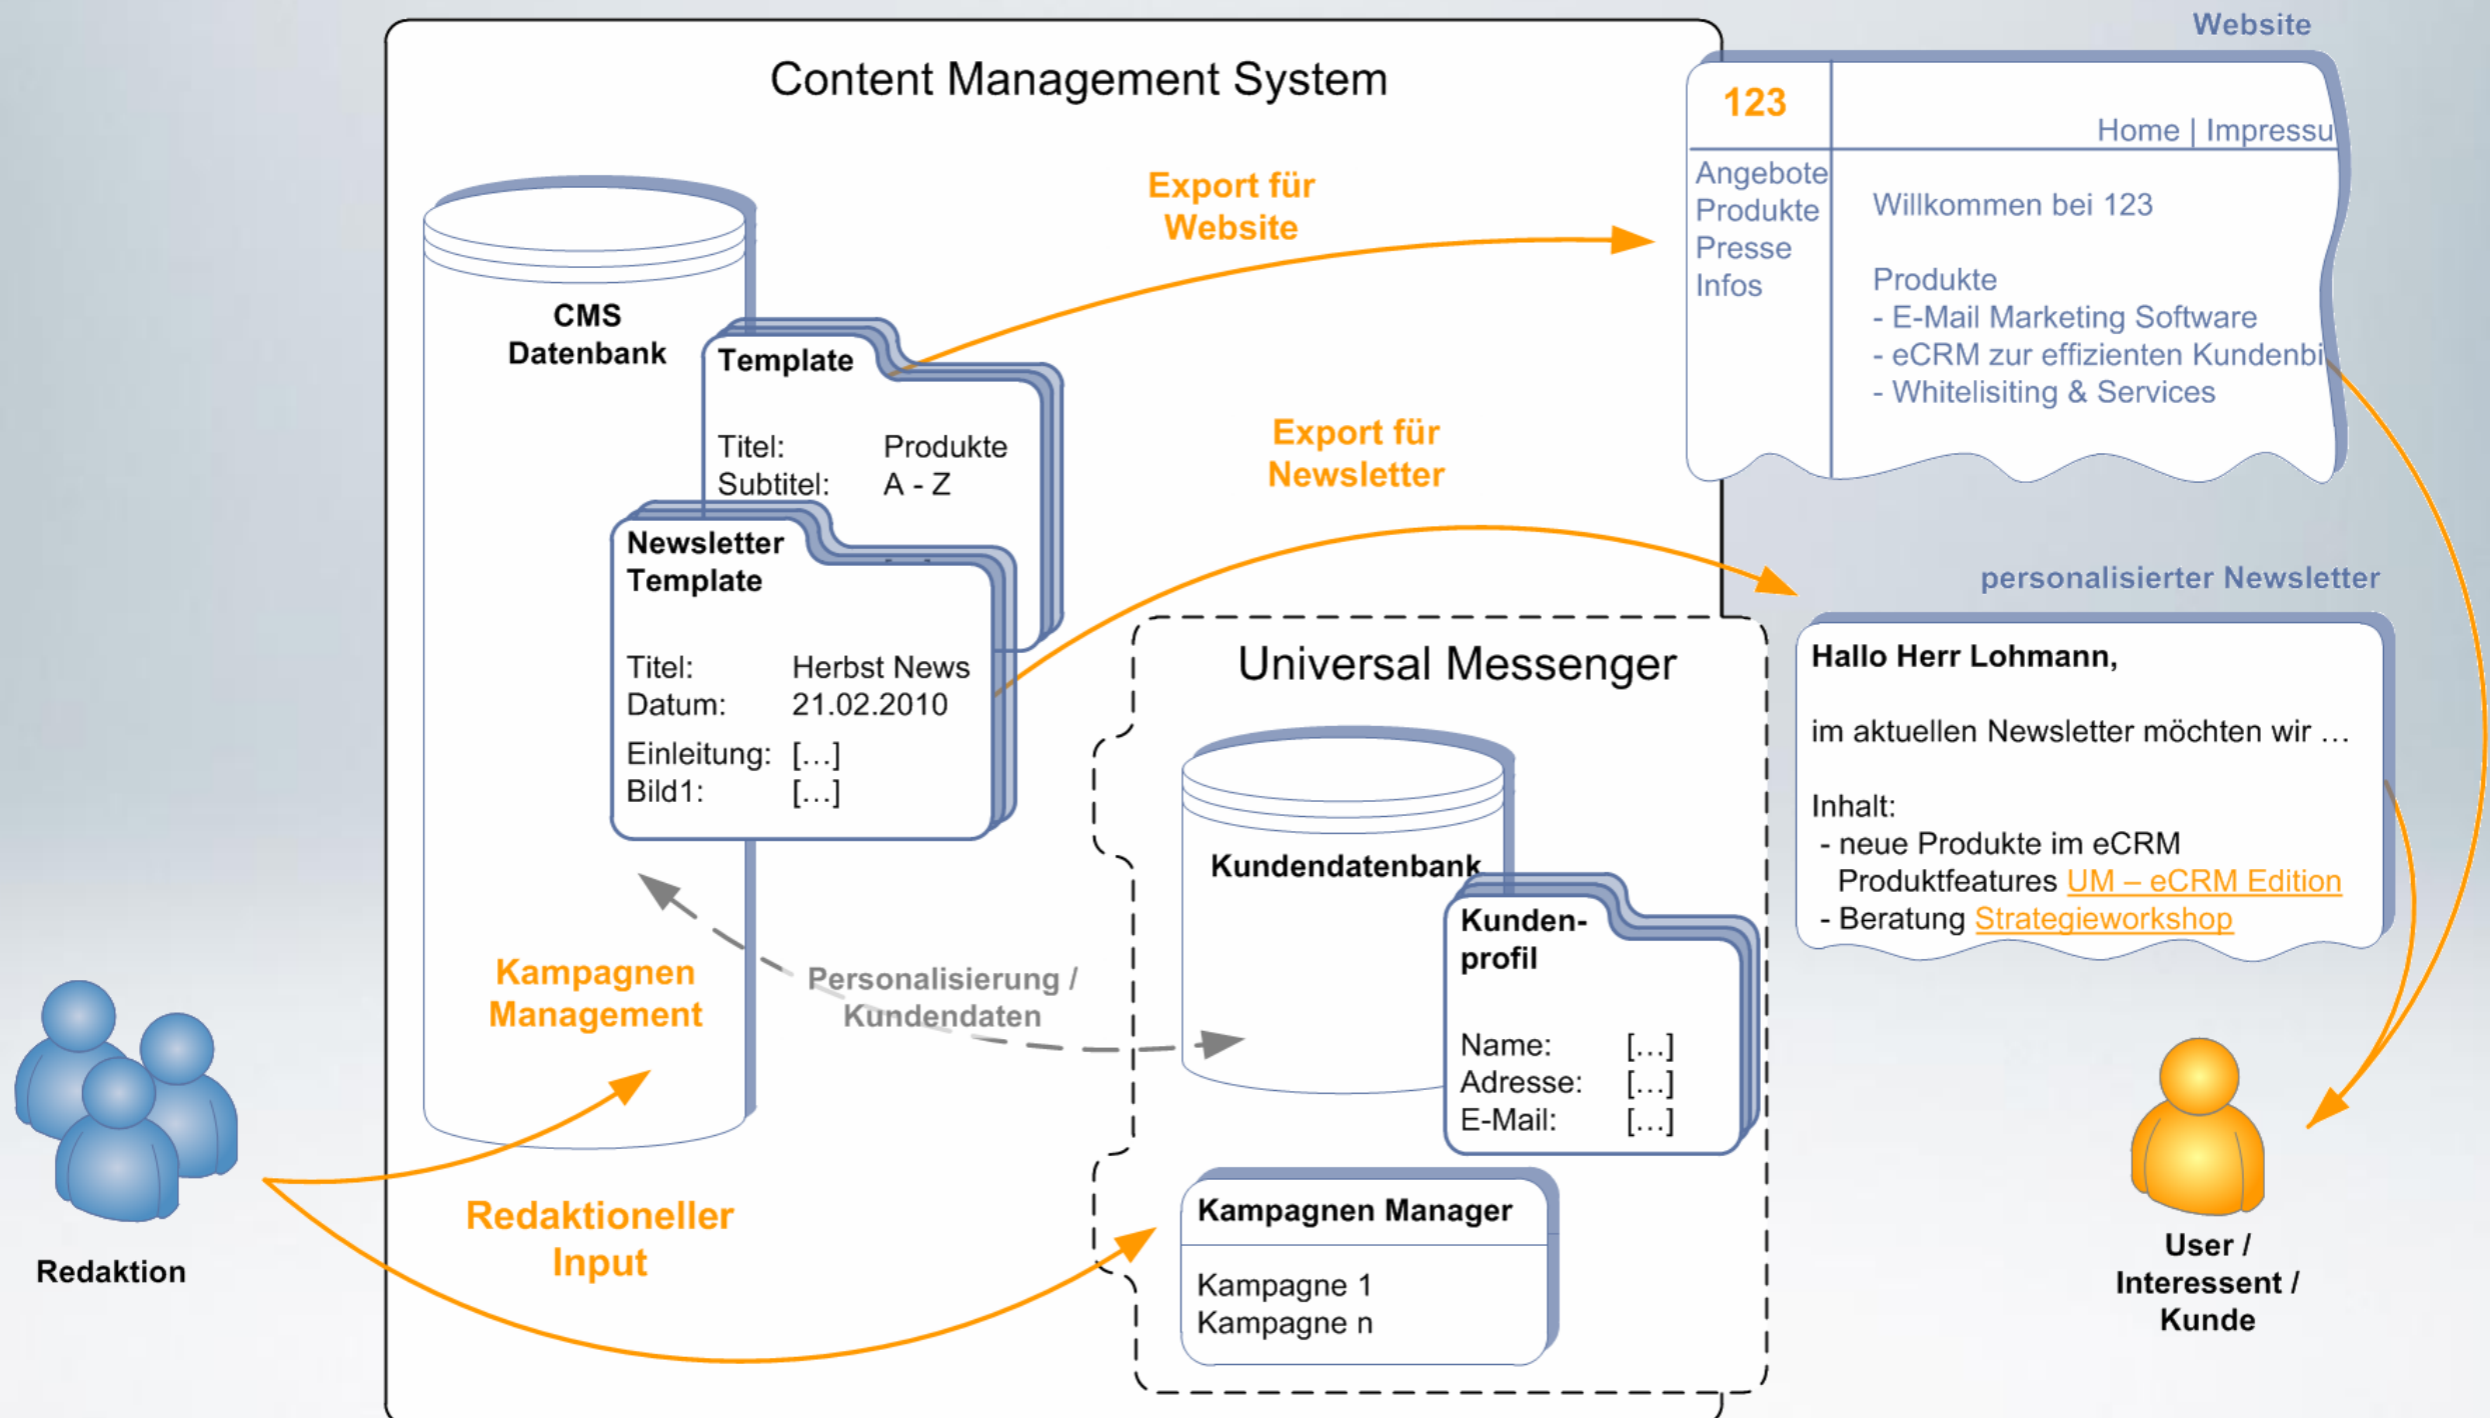 Content Management System
CMS
Datenbank
Template
Titel: Produkte
Subtitel: A - Z
Newsletter
Template
Titel: Herbst News
Datum: 21.02.2010
Einleitung: [...]
Bild1: [...]
Export für
Website
Export für
Newsletter
Website
123
Home | Impressu
Angebote
Produkte
Presse
Infos
Willkommen bei 123
Produkte
- E-Mail Marketing Software
- eCRM zur effizienten Kundenbi
- Whitelisiting & Services
personalisierter Newsletter
Hallo Herr Lohmann,
im aktuellen Newsletter möchten wir ...
Inhalt:
- neue Produkte im eCRM
Produktfeatures UM – eCRM Edition
- Beratung Strategieworkshop
Universal Messenger
Kundendatenbank
Kunden-
profil
Name: [...]
Adresse: [...]
E-Mail: [...]
Kampagnen Manager
Kampagne 1
Kampagne n
Kampagnen
Management
Personalisierung /
Kundendaten
Redaktioneller
Input
Redaktion
User /
Interessent /
Kunde